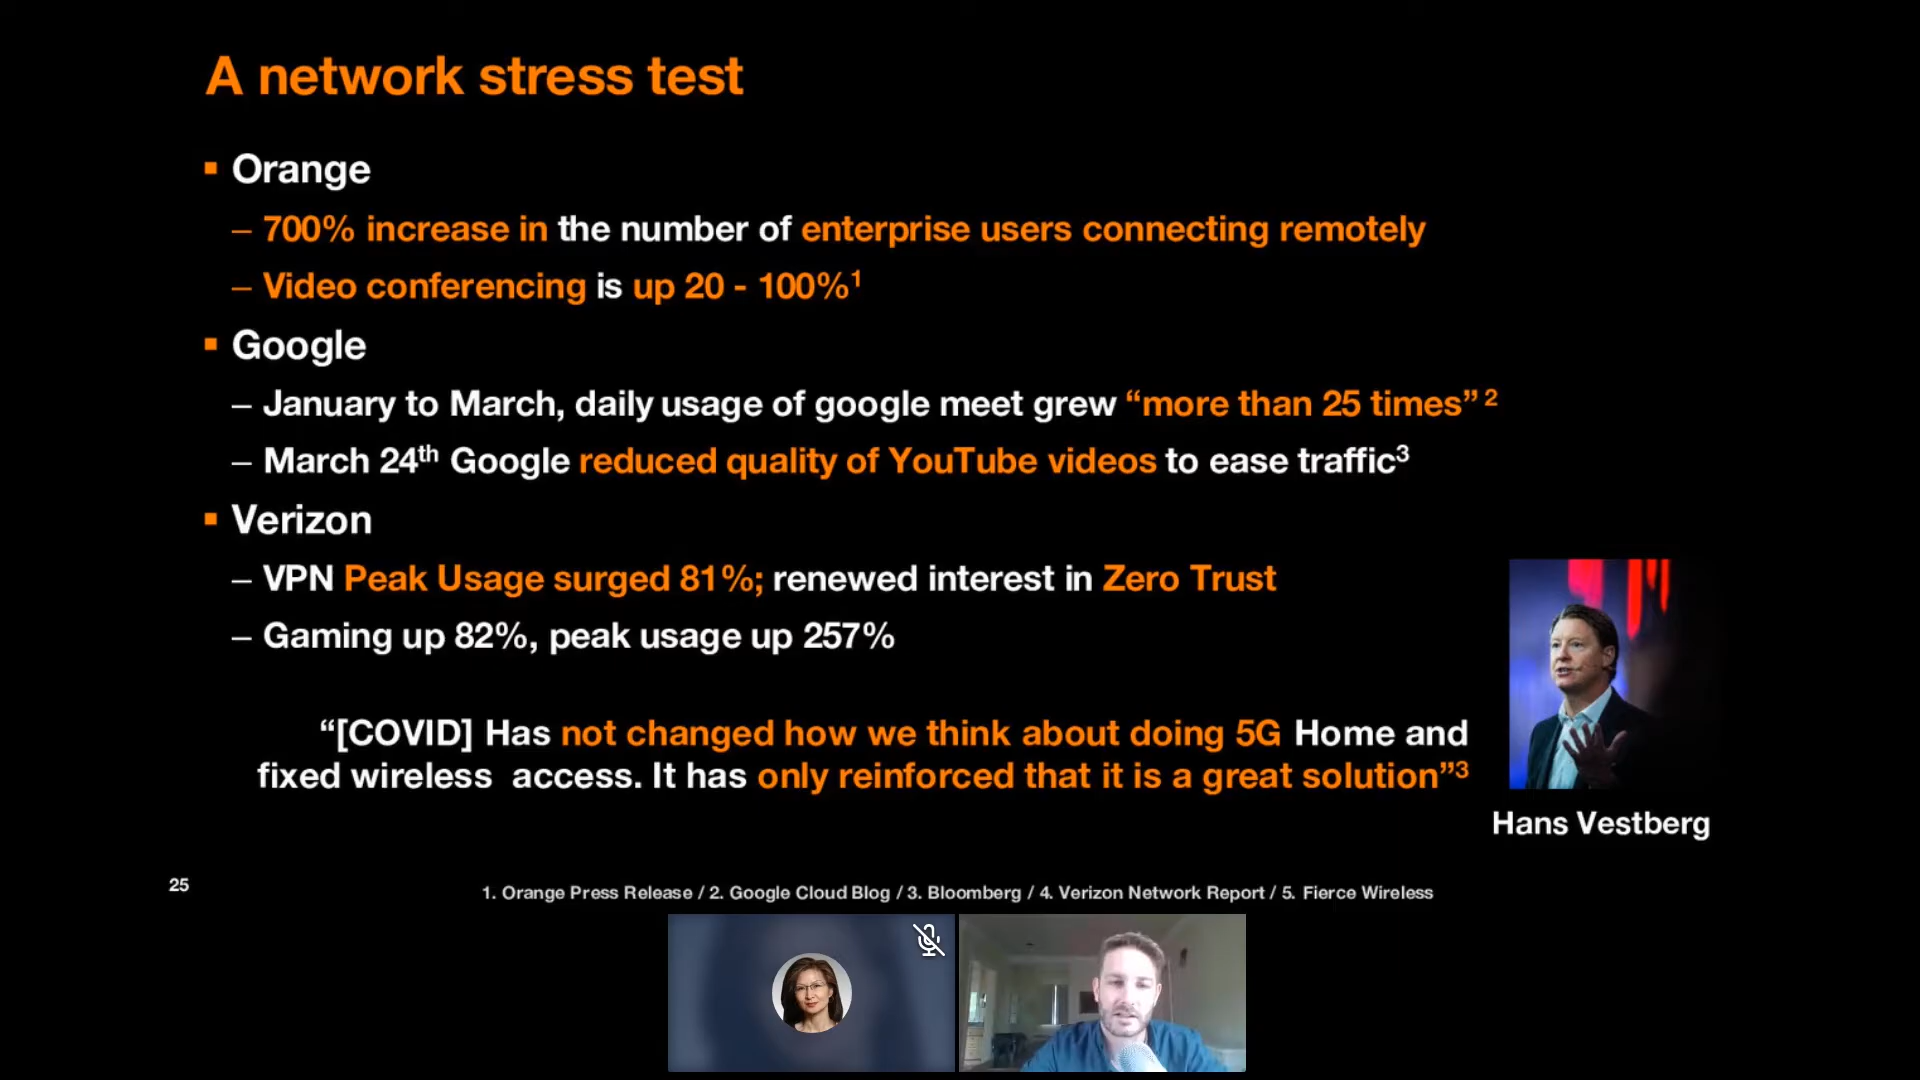 A network stress test
▪ Orange
– 700% increase in the number of enterprise users connecting remotely
– Video conferencing is up 20 - 100%¹
▪ Google
– January to March, daily usage of google meet grew “more than 25 times” ²
– March 24ᵗʰ Google reduced quality of YouTube videos to ease traffic³
▪ Verizon
– VPN Peak Usage surged 81%; renewed interest in Zero Trust
– Gaming up 82%, peak usage up 257%
“[COVID] Has not changed how we think about doing 5G Home and
fixed wireless access. It has only reinforced that it is a great solution”³
Hans Vestberg
25
1. Orange Press Release / 2. Google Cloud Blog / 3. Bloomberg / 4. Verizon Network Report / 5. Fierce Wireless